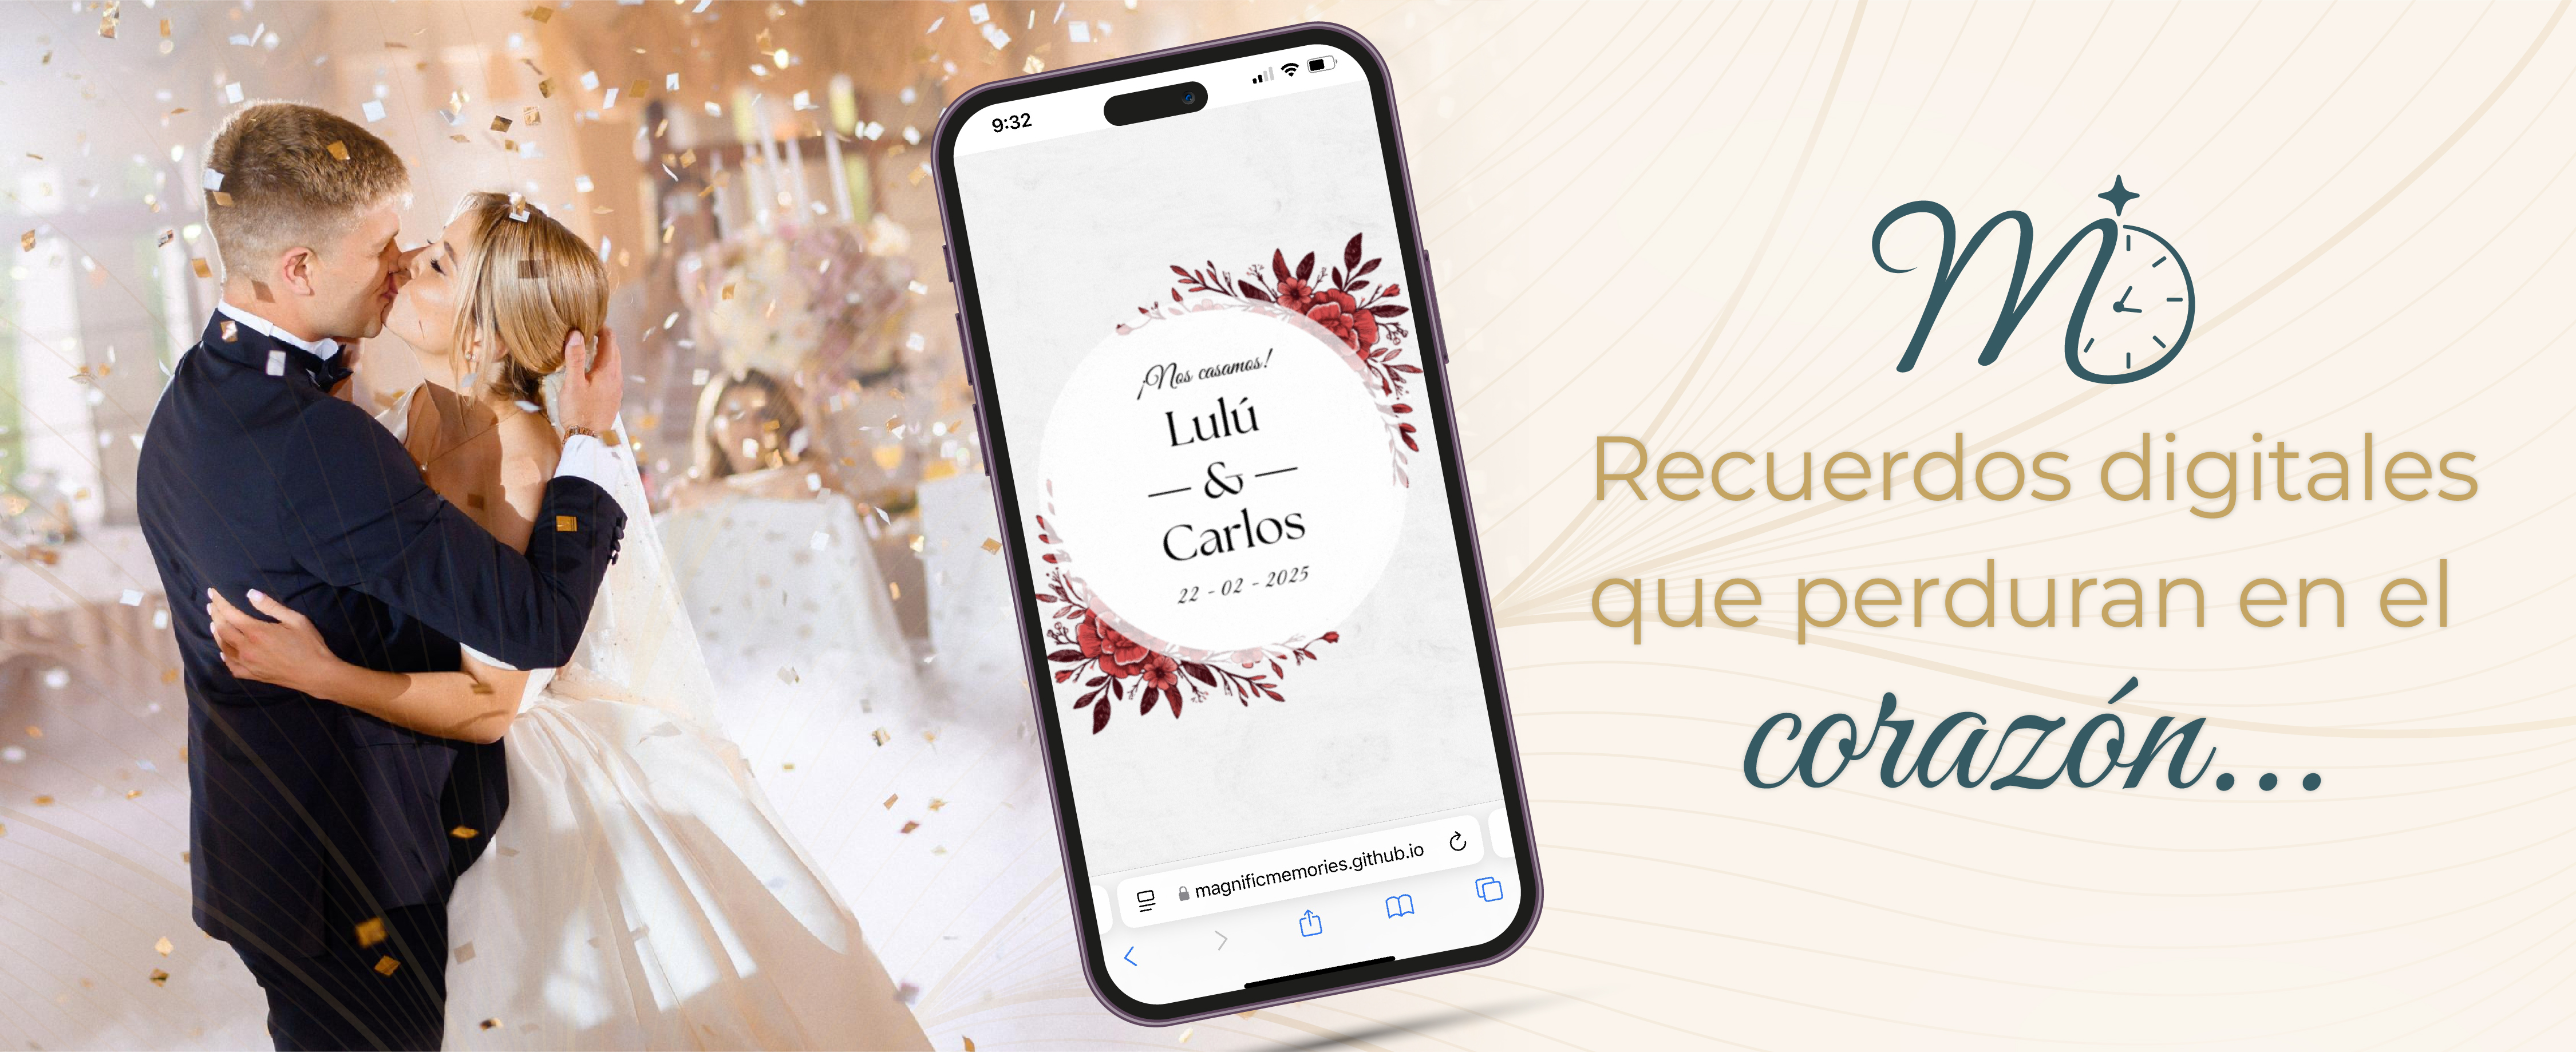 9:32
¡Nos casamos!
Lulú
&
Carlos
22 - 02 - 2025
magnificmemories.github.io
M
Recuerdos digitales
que perduran en el
corazón...